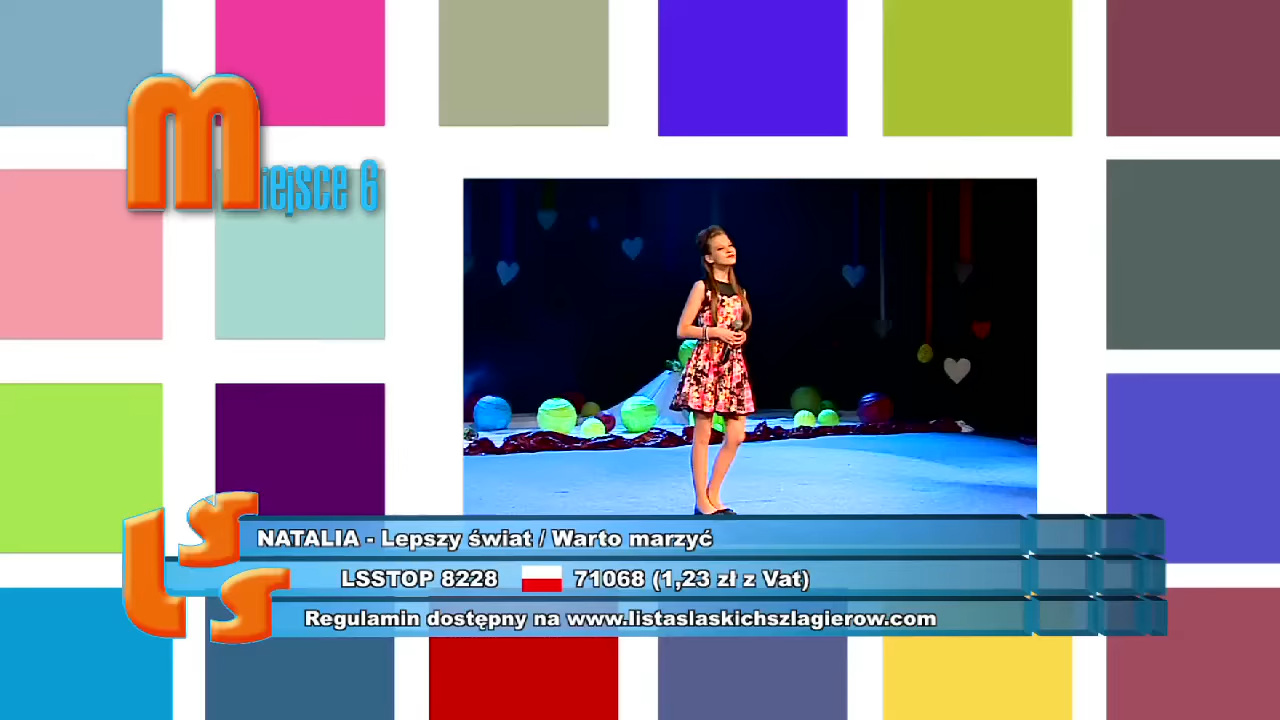 Miejsce 6
NATALIA - Lepszy świat / Warto marzyć
LSSTOP 8228 71068 (1,23 zł z Vat)
LSS
Regulamin dostępny na www.listaslaskichszlagierow.com